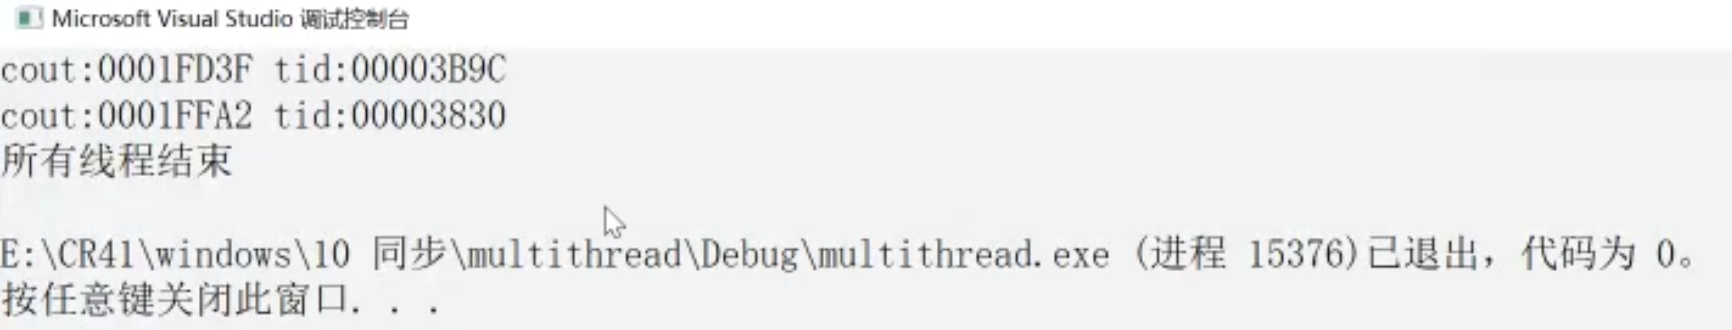 Microsoft Visual Studio 调试控制台
cout:0001FD3F tid:00003B9C
cout:0001FFA2 tid:00003830
所有线程结束
E:\CR41\windows\10 同步\multithread\Debug\multithread.exe (进程 15376)已退出，代码为 0。
按任意键关闭此窗口. . .